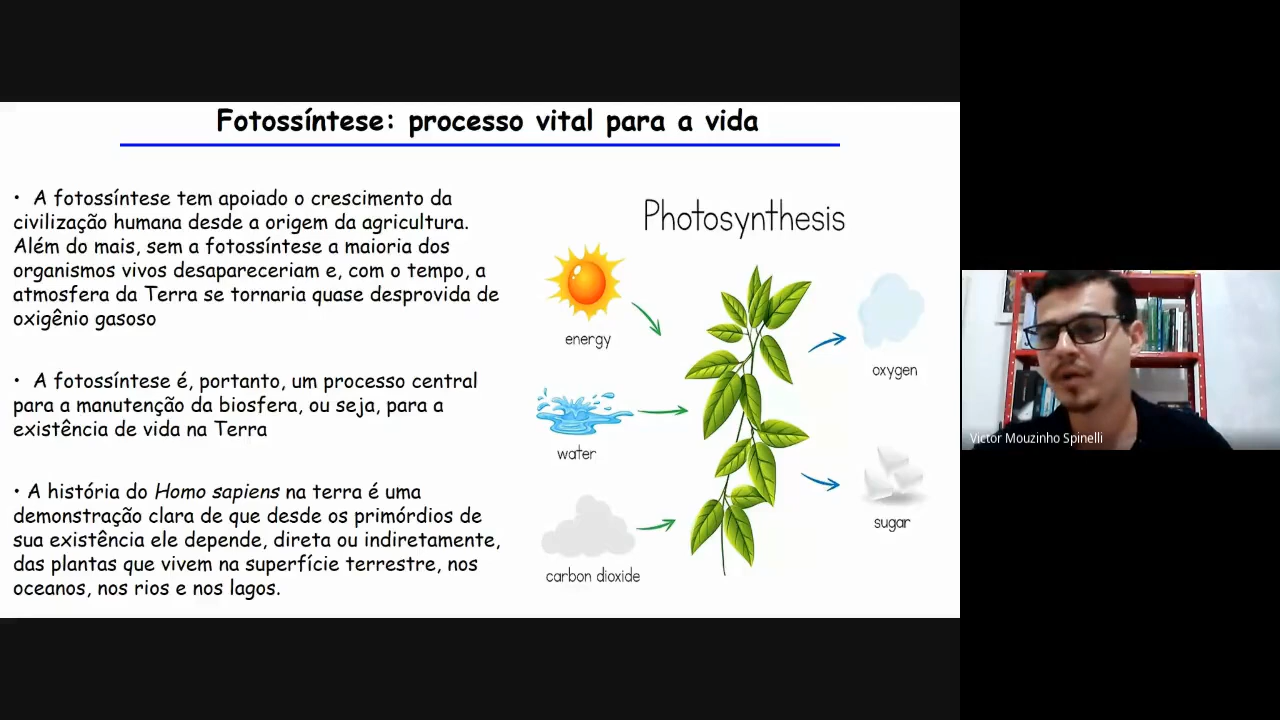 Fotossíntese: processo vital para a vida
• A fotossíntese tem apoiado o crescimento da
civilização humana desde a origem da agricultura.
Além do mais, sem a fotossíntese a maioria dos
organismos vivos desapareceriam e, com o tempo, a
atmosfera da Terra se tornaria quase desprovida de
oxigênio gasoso
• A fotossíntese é, portanto, um processo central
para a manutenção da biosfera, ou seja, para a
existência de vida na Terra
• A história do Homo sapiens na terra é uma
demonstração clara de que desde os primórdios de
sua existência ele depende, direta ou indiretamente,
das plantas que vivem na superfície terrestre, nos
oceanos, nos rios e nos lagos.
Photosynthesis
energy
water
carbon dioxide
oxygen
sugar
Victor Mouzinho Spinelli